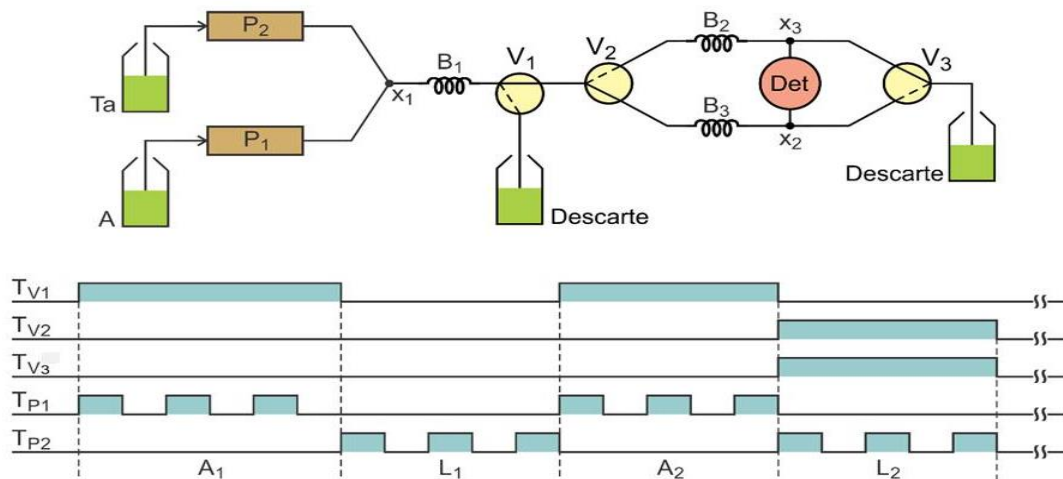 P2
B2
x3
V1
V2
V3
B1
Ta
x1
Det
B3
P1
x2
A
Descarte
Descarte
TV1
TV2
TV3
TP1
TP2
A1
L1
A2
L2